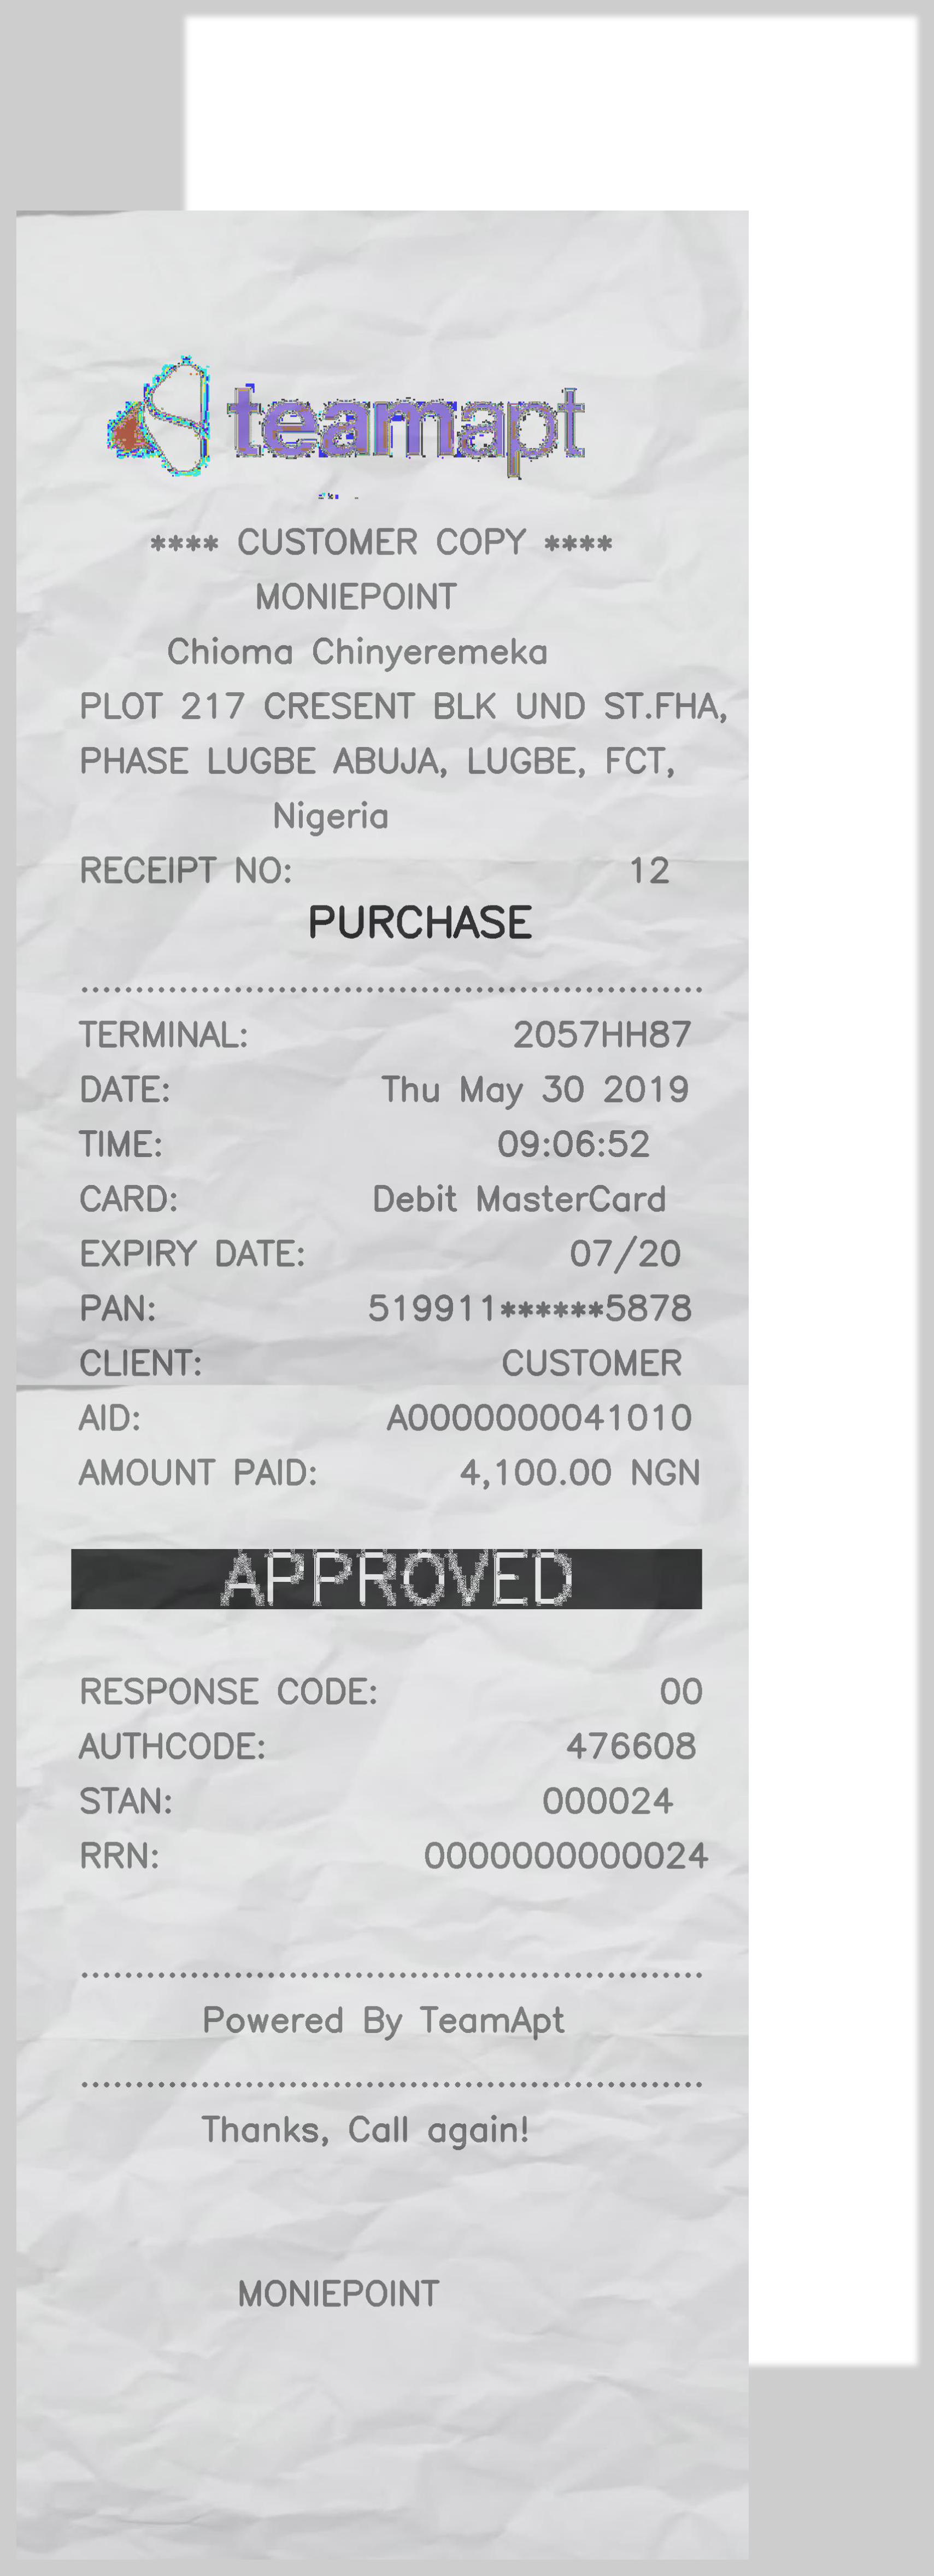 teamapt
**** CUSTOMER COPY ****
MONIEPOINT
Chioma Chinyeremeka
PLOT 217 CRESENT BLK UND ST.FHA,
PHASE LUGBE ABUJA, LUGBE, FCT,
Nigeria
RECEIPT NO: 12
PURCHASE
TERMINAL: 2057HH87
DATE: Thu May 30 2019
TIME: 09:06:52
CARD: Debit MasterCard
EXPIRY DATE: 07/20
PAN: 519911******5878
CLIENT: CUSTOMER
AID: A0000000041010
AMOUNT PAID: 4,100.00 NGN
APPROVED
RESPONSE CODE: 00
AUTHCODE: 476608
STAN: 000024
RRN: 0000000000024
Powered By TeamApt
Thanks, Call again!
MONIEPOINT